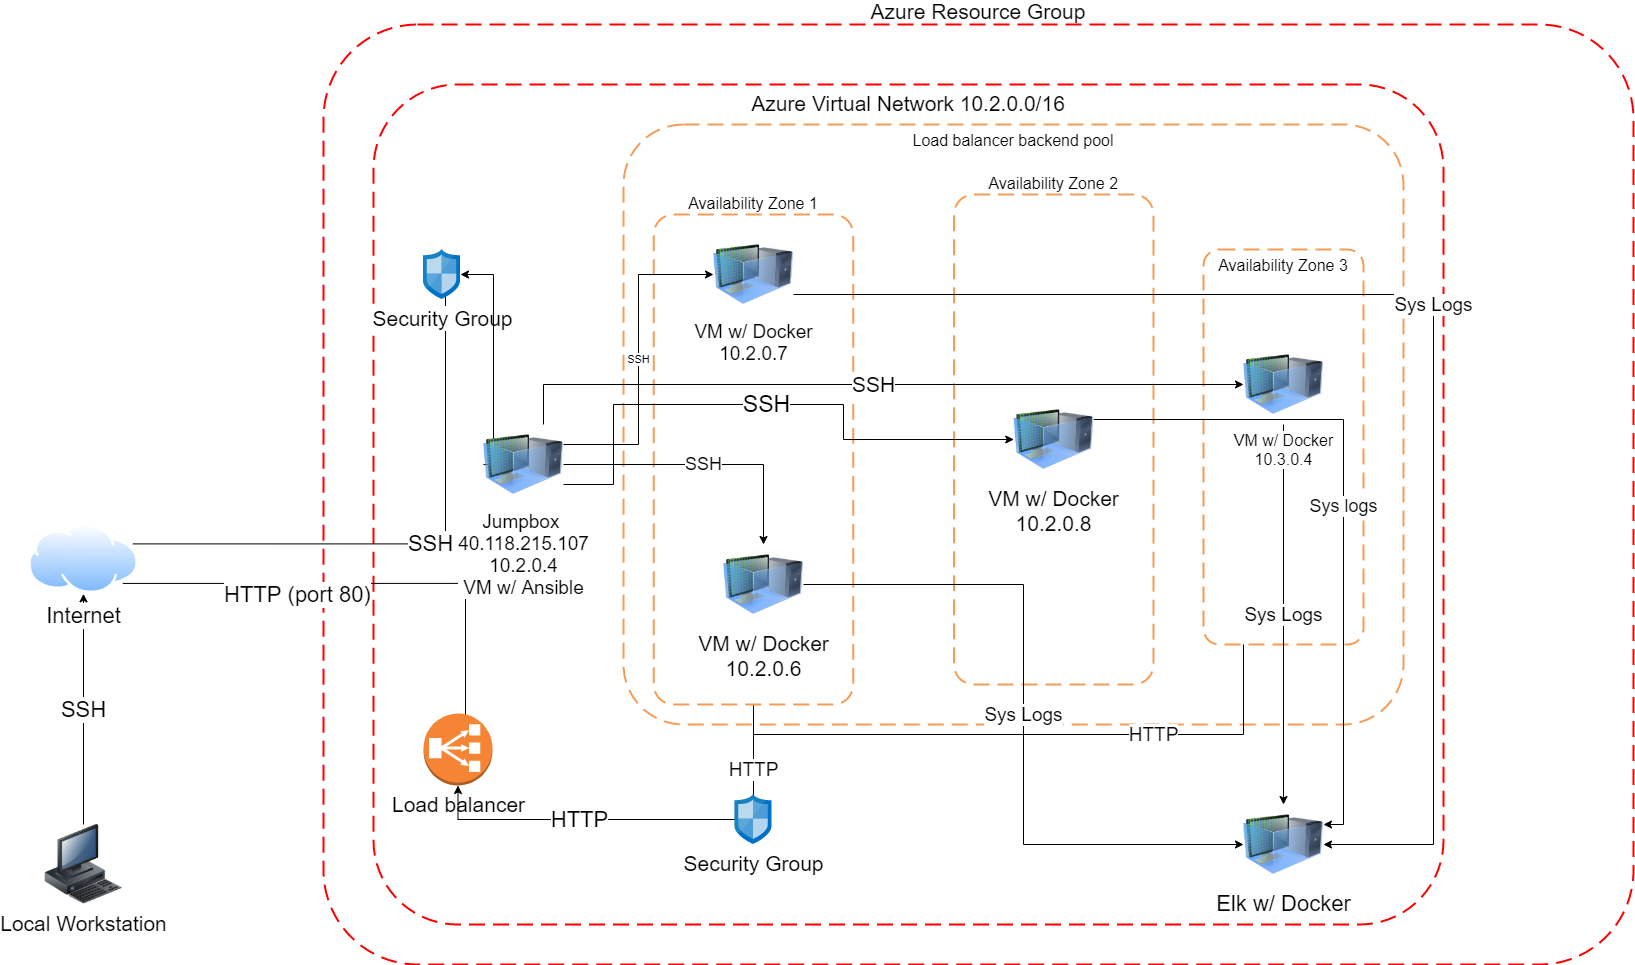 Azure Resource Group
Azure Virtual Network 10.2.0.0/16
Load balancer backend pool
Availability Zone 1
Availability Zone 2
Availability Zone 3
Security Group
VM w/ Docker
10.2.0.7
Sys Logs
SSH
SSH
SSH
SSH
VM w/ Docker
10.3.0.4
VM w/ Docker
10.2.0.8
Sys logs
Jumpbox
40.118.215.107
10.2.0.4
VM w/ Ansible
SSH
HTTP (port 80)
Internet
Sys Logs
VM w/ Docker
10.2.0.6
SSH
Sys Logs
HTTP
HTTP
Load balancer
HTTP
Security Group
Elk w/ Docker
Local Workstation